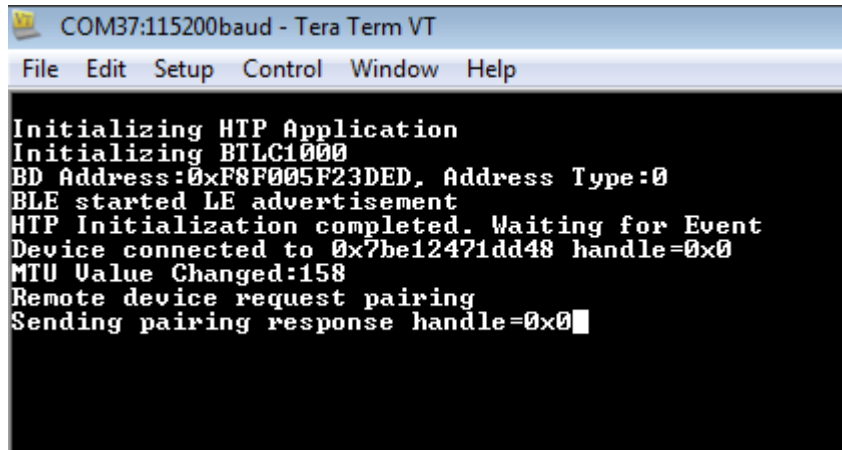 COM37:115200baud - Tera Term VT
File Edit Setup Control Window Help
Initializing HTP Application
Initializing BTLC1000
BD Address:0xF8F005F23DED, Address Type:0
BLE started LE advertisement
HTP Initialization completed. Waiting for Event
Device connected to 0x7be12471dd48 handle=0x0
MTU Value Changed:158
Remote device request pairing
Sending pairing response handle=0x0